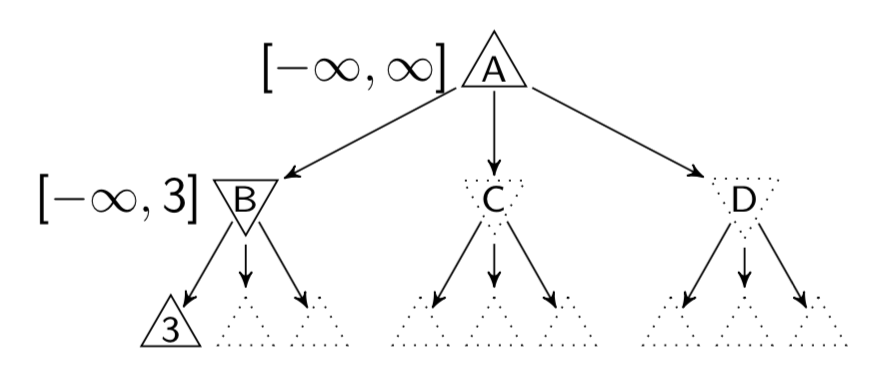 [−∞, ∞] A
[−∞, 3] B C D
3